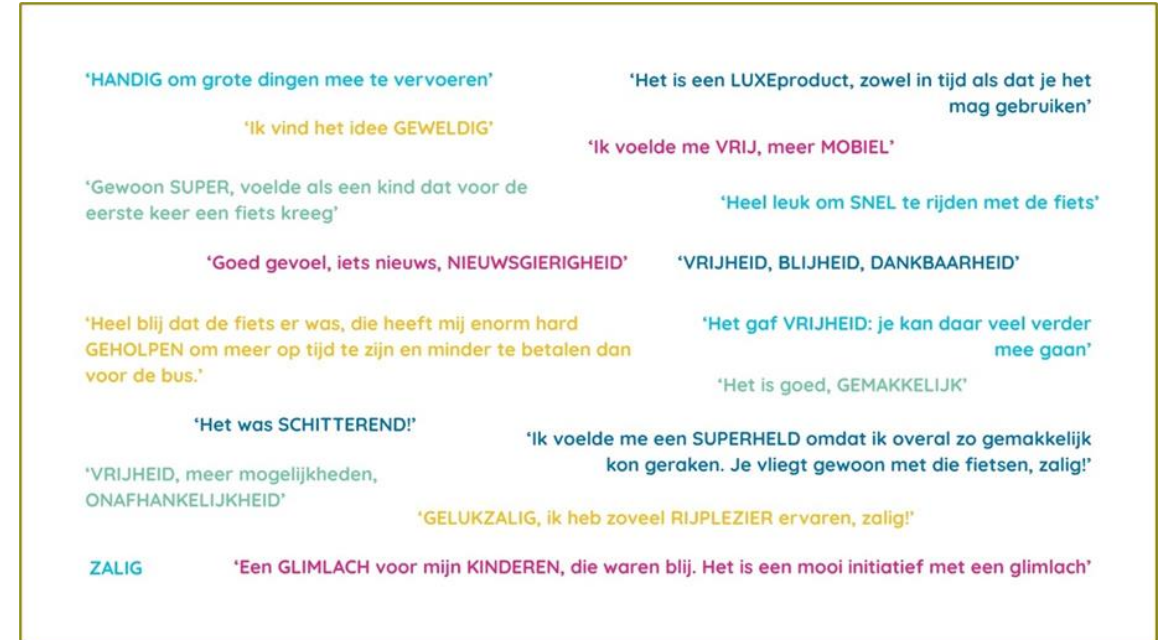 ‘HANDIG om grote dingen mee te vervoeren’
‘Het is een LUXEproduct, zowel in tijd als dat je het
mag gebruiken’
‘Ik vind het idee GEWELDIG’
‘Ik voelde me VRIJ, meer MOBIEL’
‘Gewoon SUPER, voelde als een kind dat voor de
eerste keer een fiets kreeg’
‘Heel leuk om SNEL te rijden met de fiets’
‘Goed gevoel, iets nieuws, NIEUWSGIERIGHEID’
‘VRIJHEID, BLIJHEID, DANKBAARHEID’
‘Heel blij dat de fiets er was, die heeft mij enorm hard
GEHOLPEN om meer op tijd te zijn en minder te betalen dan
voor de bus.’
‘Het gaf VRIJHEID: je kan daar veel verder
mee gaan’
‘Het is goed, GEMAKKELIJK’
‘Het was SCHITTEREND!’
‘Ik voelde me een SUPERHELD omdat ik overal zo gemakkelijk
kon geraken. Je vliegt gewoon met die fietsen, zalig!’
‘VRIJHEID, meer mogelijkheden,
ONAFHANKELIJKHEID’
‘GELUKZALIG, ik heb zoveel RIJPLEZIER ervaren, zalig!’
ZALIG
‘Een GLIMLACH voor mijn KINDEREN, die waren blij. Het is een mooi initiatief met een glimlach’